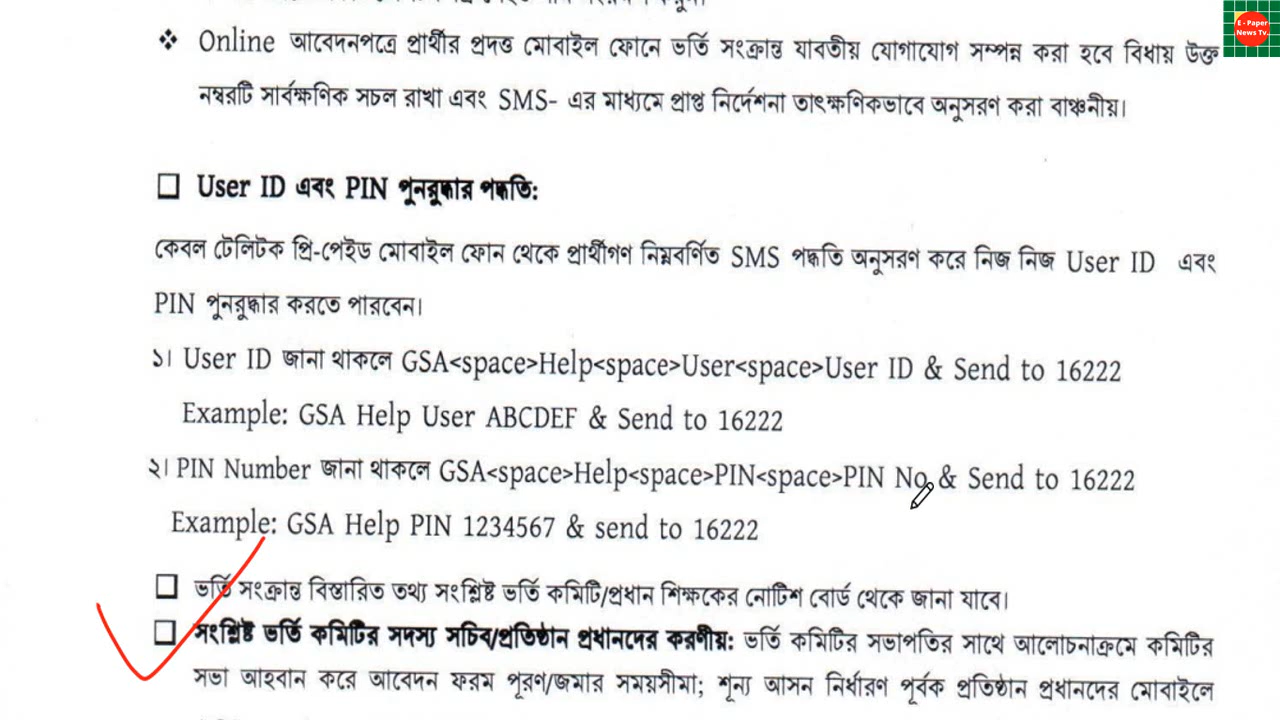 E - Paper
News Tv.
❖ Online আবেদনপত্রে প্রার্থীর প্রদত্ত মোবাইল ফোনে ভর্তি সংক্রান্ত যাবতীয় যোগাযোগ সম্পন্ন করা হবে বিধায় উক্ত
নম্বরটি সার্বক্ষণিক সচল রাখা এবং SMS- এর মাধ্যমে প্রাপ্ত নির্দেশনা তাৎক্ষণিকভাবে অনুসরণ করা বাঞ্চনীয়।
❑ User ID এবং PIN পুনরুদ্ধার পদ্ধতি:
কেবল টেলিটক প্রি-পেইড মোবাইল ফোন থেকে প্রার্থীগণ নিম্নবর্ণিত SMS পদ্ধতি অনুসরণ করে নিজ নিজ User ID এবং
PIN পুনরুদ্ধার করতে পারবেন।
১। User ID জানা থাকলে GSA<space>Help<space>User<space>User ID & Send to 16222
Example: GSA Help User ABCDEF & Send to 16222
২। PIN Number জানা থাকলে GSA<space>Help<space>PIN<space>PIN No & Send to 16222
Example: GSA Help PIN 1234567 & send to 16222
❑ ভর্তি সংক্রান্ত বিস্তারিত তথ্য সংশ্লিষ্ট ভর্তি কমিটি/প্রধান শিক্ষকের নোটিশ বোর্ড থেকে জানা যাবে।
❑ সংশ্লিষ্ট ভর্তি কমিটির সদস্য সচিব/প্রতিষ্ঠান প্রধানদের করণীয়: ভর্তি কমিটির সভাপতির সাথে আলোচনাক্রমে কমিটির
সভা আহবান করে আবেদন ফরম পূরণ/জমার সময়সীমা; শূন্য আসন নির্ধারণ পূর্বক প্রতিষ্ঠান প্রধানদের মোবাইলে